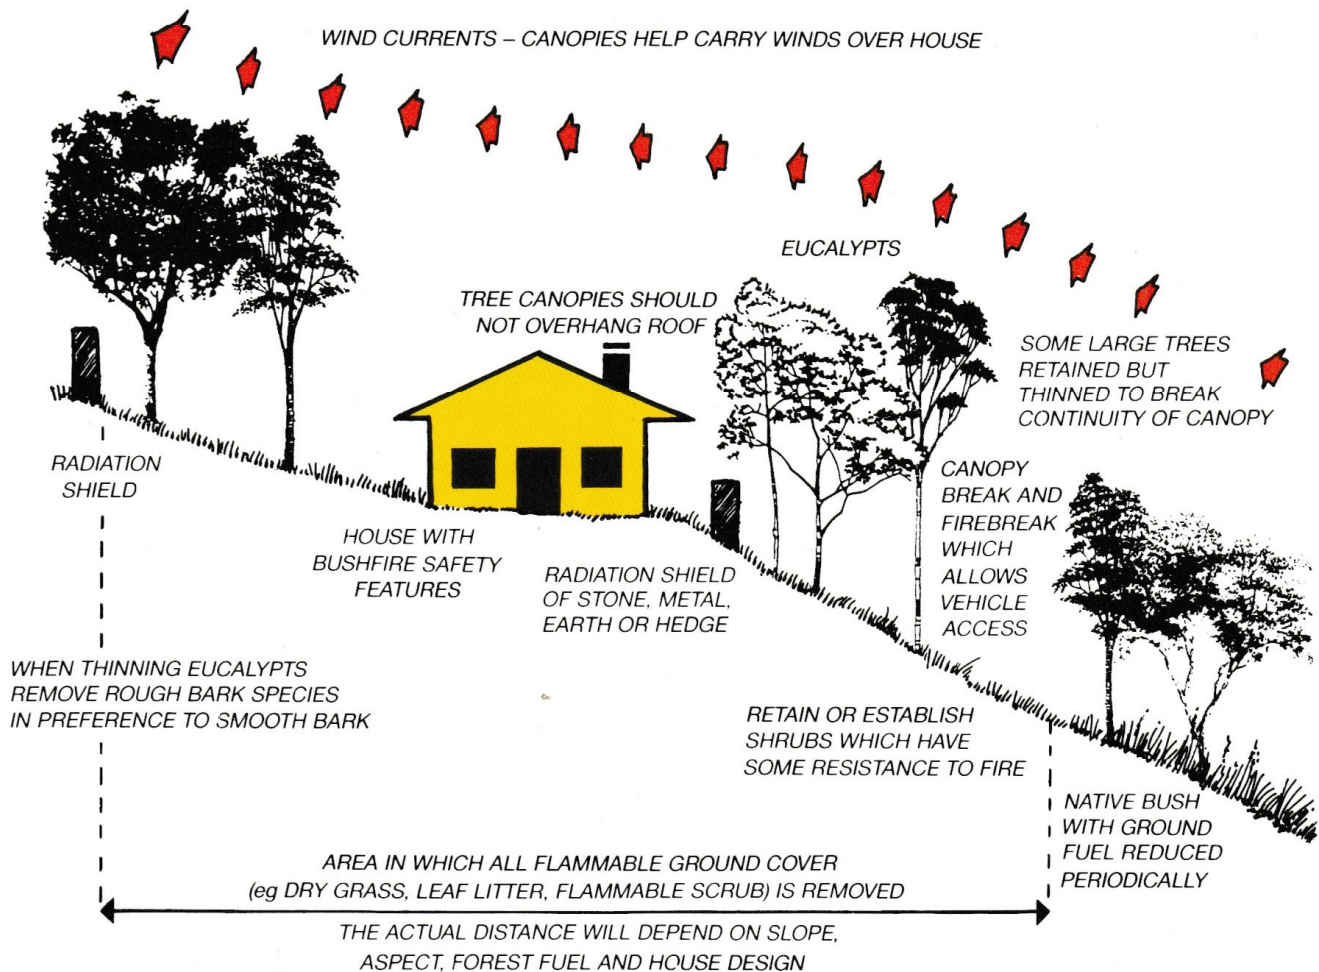 WIND CURRENTS – CANOPIES HELP CARRY WINDS OVER HOUSE
EUCALYPTS
TREE CANOPIES SHOULD
NOT OVERHANG ROOF
SOME LARGE TREES
RETAINED BUT
THINNED TO BREAK
CONTINUITY OF CANOPY
RADIATION
SHIELD
CANOPY
BREAK AND
FIREBREAK
WHICH
ALLOWS
VEHICLE
ACCESS
HOUSE WITH
BUSHFIRE SAFETY
FEATURES
RADIATION SHIELD
OF STONE, METAL,
EARTH OR HEDGE
WHEN THINNING EUCALYPTS
REMOVE ROUGH BARK SPECIES
IN PREFERENCE TO SMOOTH BARK
RETAIN OR ESTABLISH
SHRUBS WHICH HAVE
SOME RESISTANCE TO FIRE
NATIVE BUSH
WITH GROUND
FUEL REDUCED
PERIODICALLY
AREA IN WHICH ALL FLAMMABLE GROUND COVER
(eg DRY GRASS, LEAF LITTER, FLAMMABLE SCRUB) IS REMOVED
THE ACTUAL DISTANCE WILL DEPEND ON SLOPE,
ASPECT, FOREST FUEL AND HOUSE DESIGN